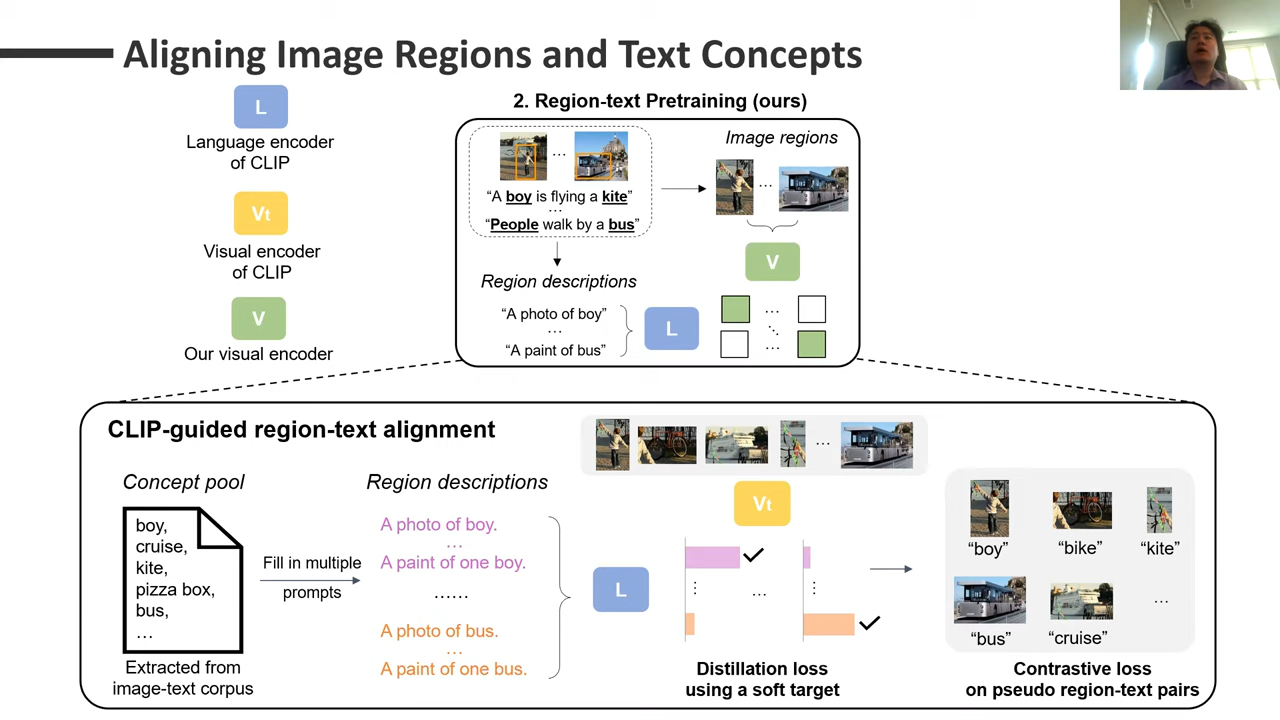 Aligning Image Regions and Text Concepts
L
Language encoder
of CLIP
Vt
Visual encoder
of CLIP
V
Our visual encoder
2. Region-text Pretraining (ours)
...
“A boy is flying a kite”
...
“People walk by a bus”
Image regions
...
V
Region descriptions
“A photo of boy”
...
“A paint of bus”
L
...
...
...
CLIP-guided region-text alignment
Concept pool
boy,
cruise,
kite,
pizza box,
bus,
...
Extracted from
image-text corpus
Fill in multiple
prompts
Region descriptions
A photo of boy.
...
A paint of one boy.
......
A photo of bus.
...
A paint of one bus.
L
...
Vt
...
...
...
Distillation loss
using a soft target
“boy”
“bike”
“kite”
“bus”
“cruise”
...
Contrastive loss
on pseudo region-text pairs